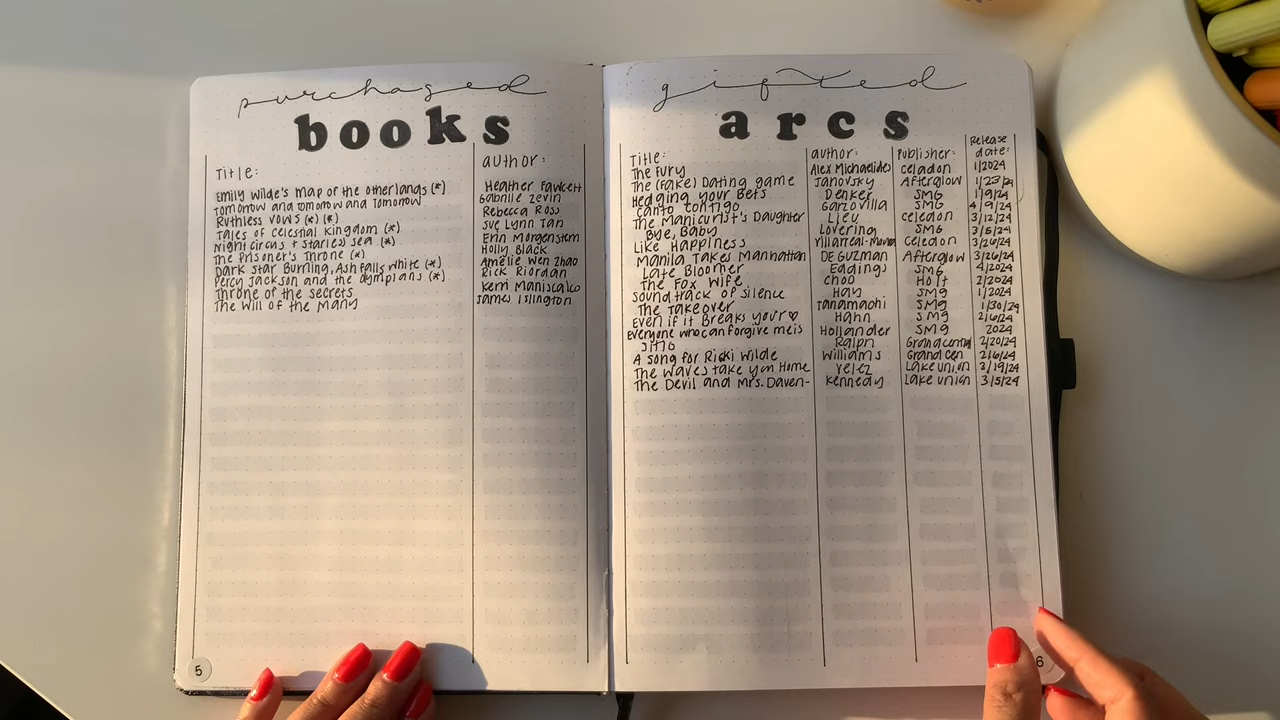 purchased
books
Title: author:
Emily Wilde's map of the otherlands (*) Heather Fawcett
Tomorrow and tomorrow and Tomorrow Gabrille Zevin
Ruthless vows (*) (*) Rebecca Ross
Tales of Celestial Kingdom (*) Sue Lynn Tan
Night circus + starless sea (*) Erin Morgenstern
The Prisoner's Throne (*) Holly Black
Dark Star Burning, Ash Falls White (*) Amelie Wen Zhao
Percy Jackson and the Olympians (*) Rick Riordan
Throne of the secrets Kerri Maniscalco
The Will of the Many James Islington
5
gifted
arcs
Title: author: Publisher: Release date:
The Fury Alex Michaelides celadon 1/2024
The (Fake) Dating game Janovsky Afterglow 1/23/24
Hedging your Bets Denker SMG 1/9/24
Canto Contigo Garzovilla SMG 4/9/24
The Manicurist's Daughter Lieu celedon 3/12/24
Bye, Baby Lovering SMG 3/5/24
Like Happiness Villarreal-Moura celedon 3/26/24
Manila Takes Manhattan DE GUZMAN Afterglow 3/26/24
Late Bloomer Eddings SMG 4/2024
The Fox Wife Choo Holt 2/2024
Soundtrack of silence Hay SMG 1/2024
The Takeover Tanamachi SMG 1/30/24
Even if it Breaks your ♡ Hahn SMG 2/6/24
Everyone who can forgive me is Hollander SMG 2024
Ralph Grand central 2/20/24
A song for Ricki Wilde Williams Grand cen 2/6/24
The Waves take you Home Velez Lake union 3/19/24
The Devil and Mrs. Daven- Kennedy Lake union 3/5/24
6